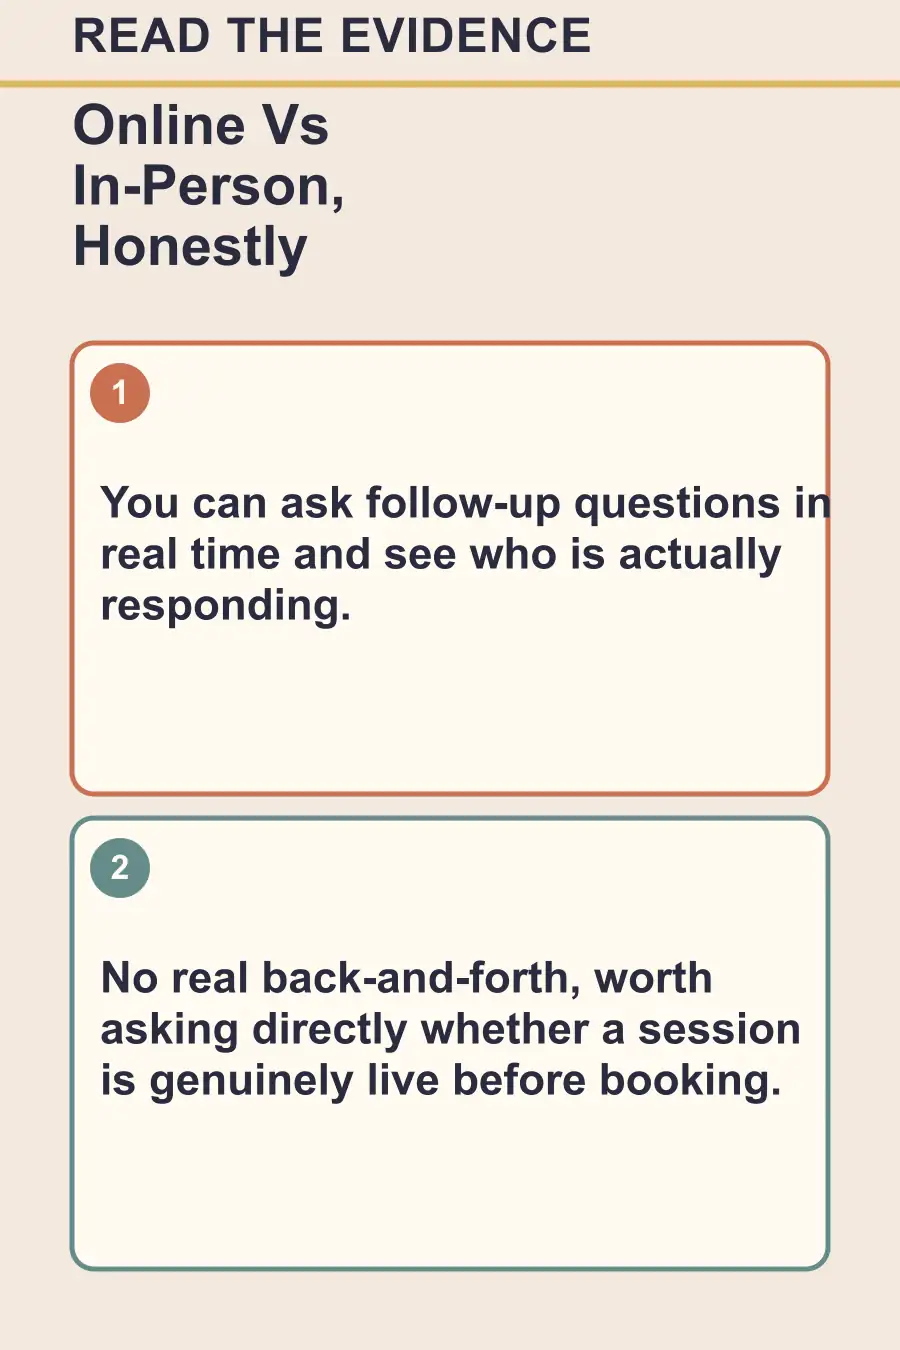 READ THE EVIDENCE
Online Vs
In-Person,
Honestly
1
You can ask follow-up questions in
real time and see who is actually
responding.
2
No real back-and-forth, worth
asking directly whether a session
is genuinely live before booking.